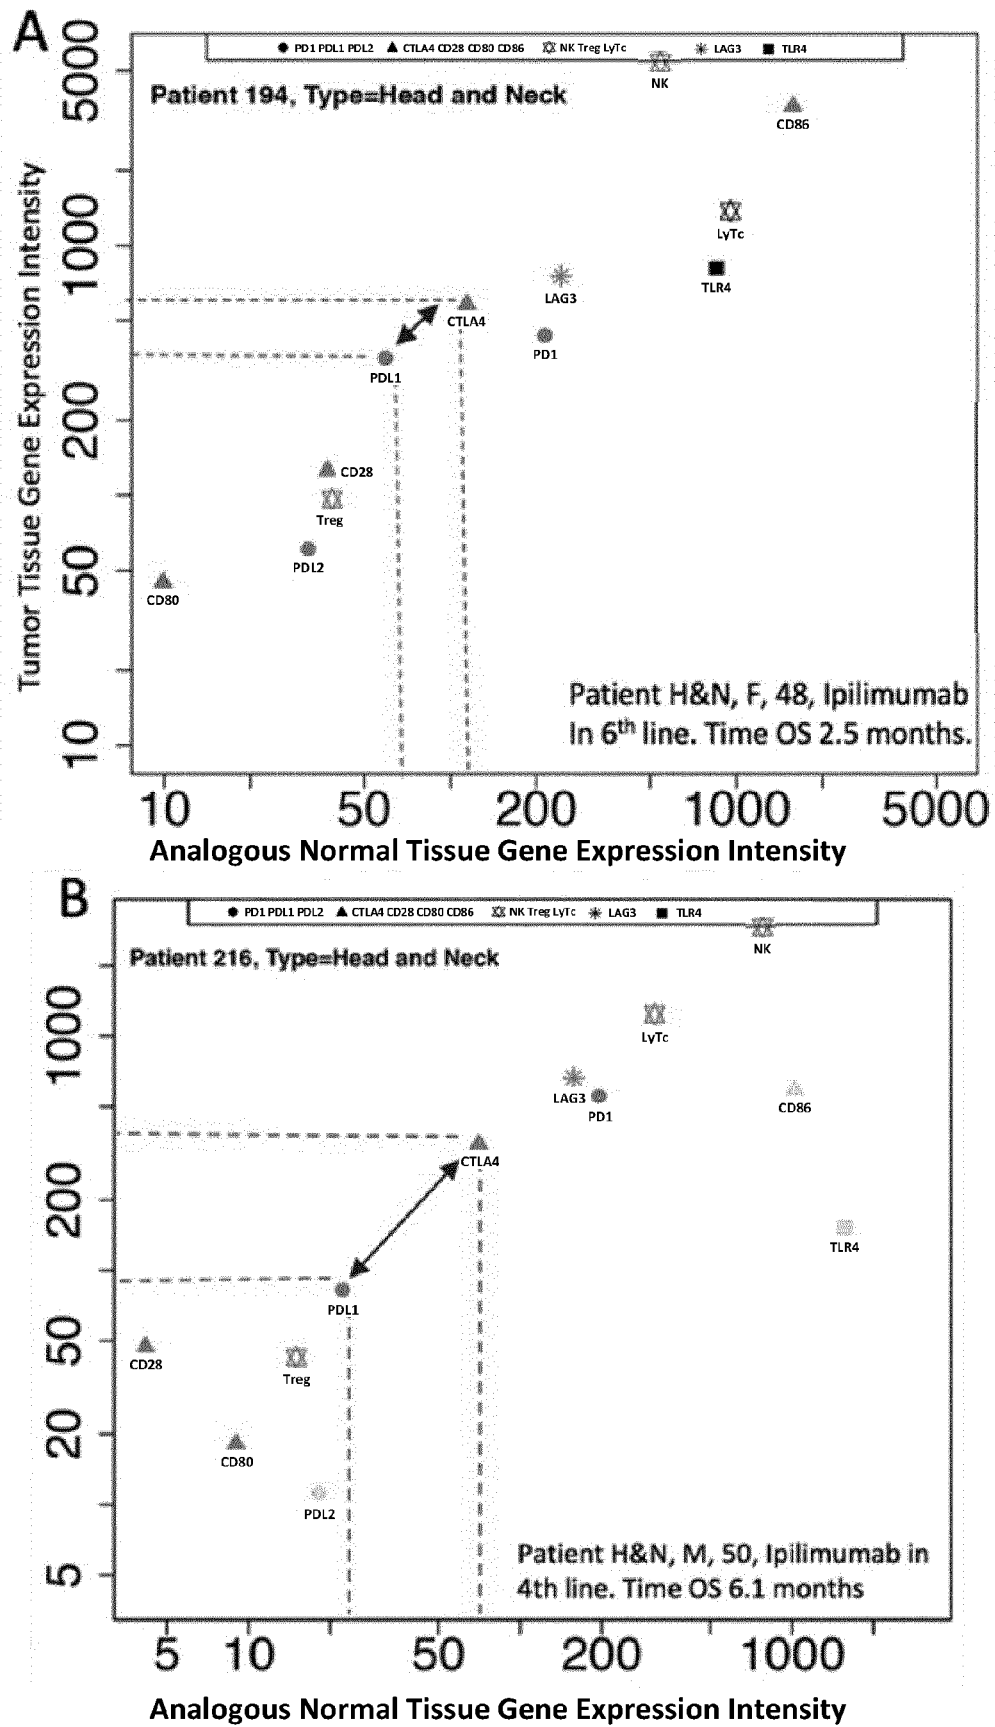 A
PD1 PDL1 PDL2 CTLA4 CD28 CD80 CD86 NK Treg LyTc LAG3 TLR4
Patient 194, Type=Head and Neck
NK
CD86
LyTc
TLR4
LAG3
CTLA4
PD1
PDL1
CD28
Treg
PDL2
CD80
Patient H&N, F, 48, Ipilimumab
In 6th line. Time OS 2.5 months.
Tumor Tissue Gene Expression Intensity
5000
1000
200
50
10
10 50 200 1000 5000
Analogous Normal Tissue Gene Expression Intensity
B
PD1 PDL1 PDL2 CTLA4 CD28 CD80 CD86 NK Treg LyTc LAG3 TLR4
Patient 216, Type=Head and Neck
NK
LyTc
LAG3
PD1
CD86
CTLA4
TLR4
PDL1
CD28
Treg
CD80
PDL2
Patient H&N, M, 50, Ipilimumab in
4th line. Time OS 6.1 months
1000
200
50
20
5
5 10 50 200 1000
Analogous Normal Tissue Gene Expression Intensity